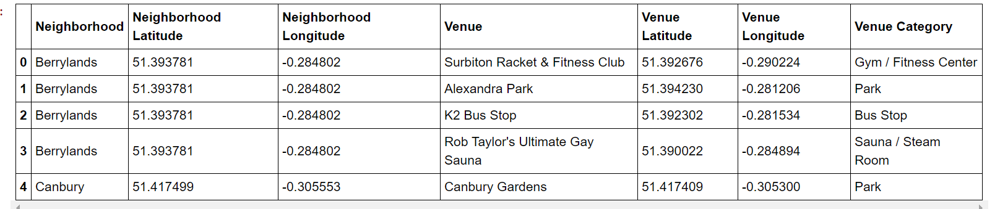 :
Neighborhood Neighborhood Latitude Neighborhood Longitude Venue Venue Latitude Venue Longitude Venue Category
0 Berrylands 51.393781 -0.284802 Surbiton Racket & Fitness Club 51.392676 -0.290224 Gym / Fitness Center
1 Berrylands 51.393781 -0.284802 Alexandra Park 51.394230 -0.281206 Park
2 Berrylands 51.393781 -0.284802 K2 Bus Stop 51.392302 -0.281534 Bus Stop
3 Berrylands 51.393781 -0.284802 Rob Taylor's Ultimate Gay Sauna 51.390022 -0.284894 Sauna / Steam Room
4 Canbury 51.417499 -0.305553 Canbury Gardens 51.417409 -0.305300 Park